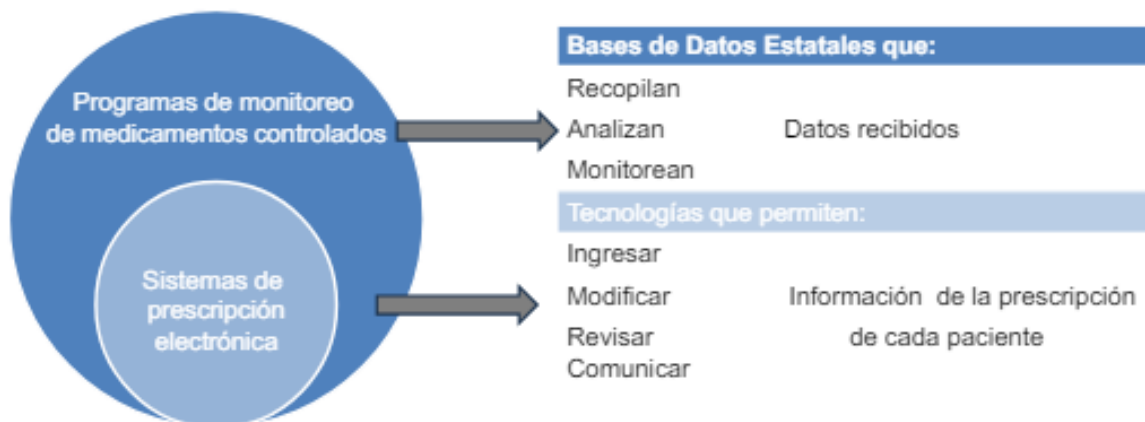 Programas de monitoreo
de medicamentos controlados
Sistemas de
prescripción
electrónica
Bases de Datos Estatales que:
Recopilan
Analizan Datos recibidos
Monitorean
Tecnologías que permiten:
Ingresar
Modificar Información de la prescripción
Revisar de cada paciente
Comunicar